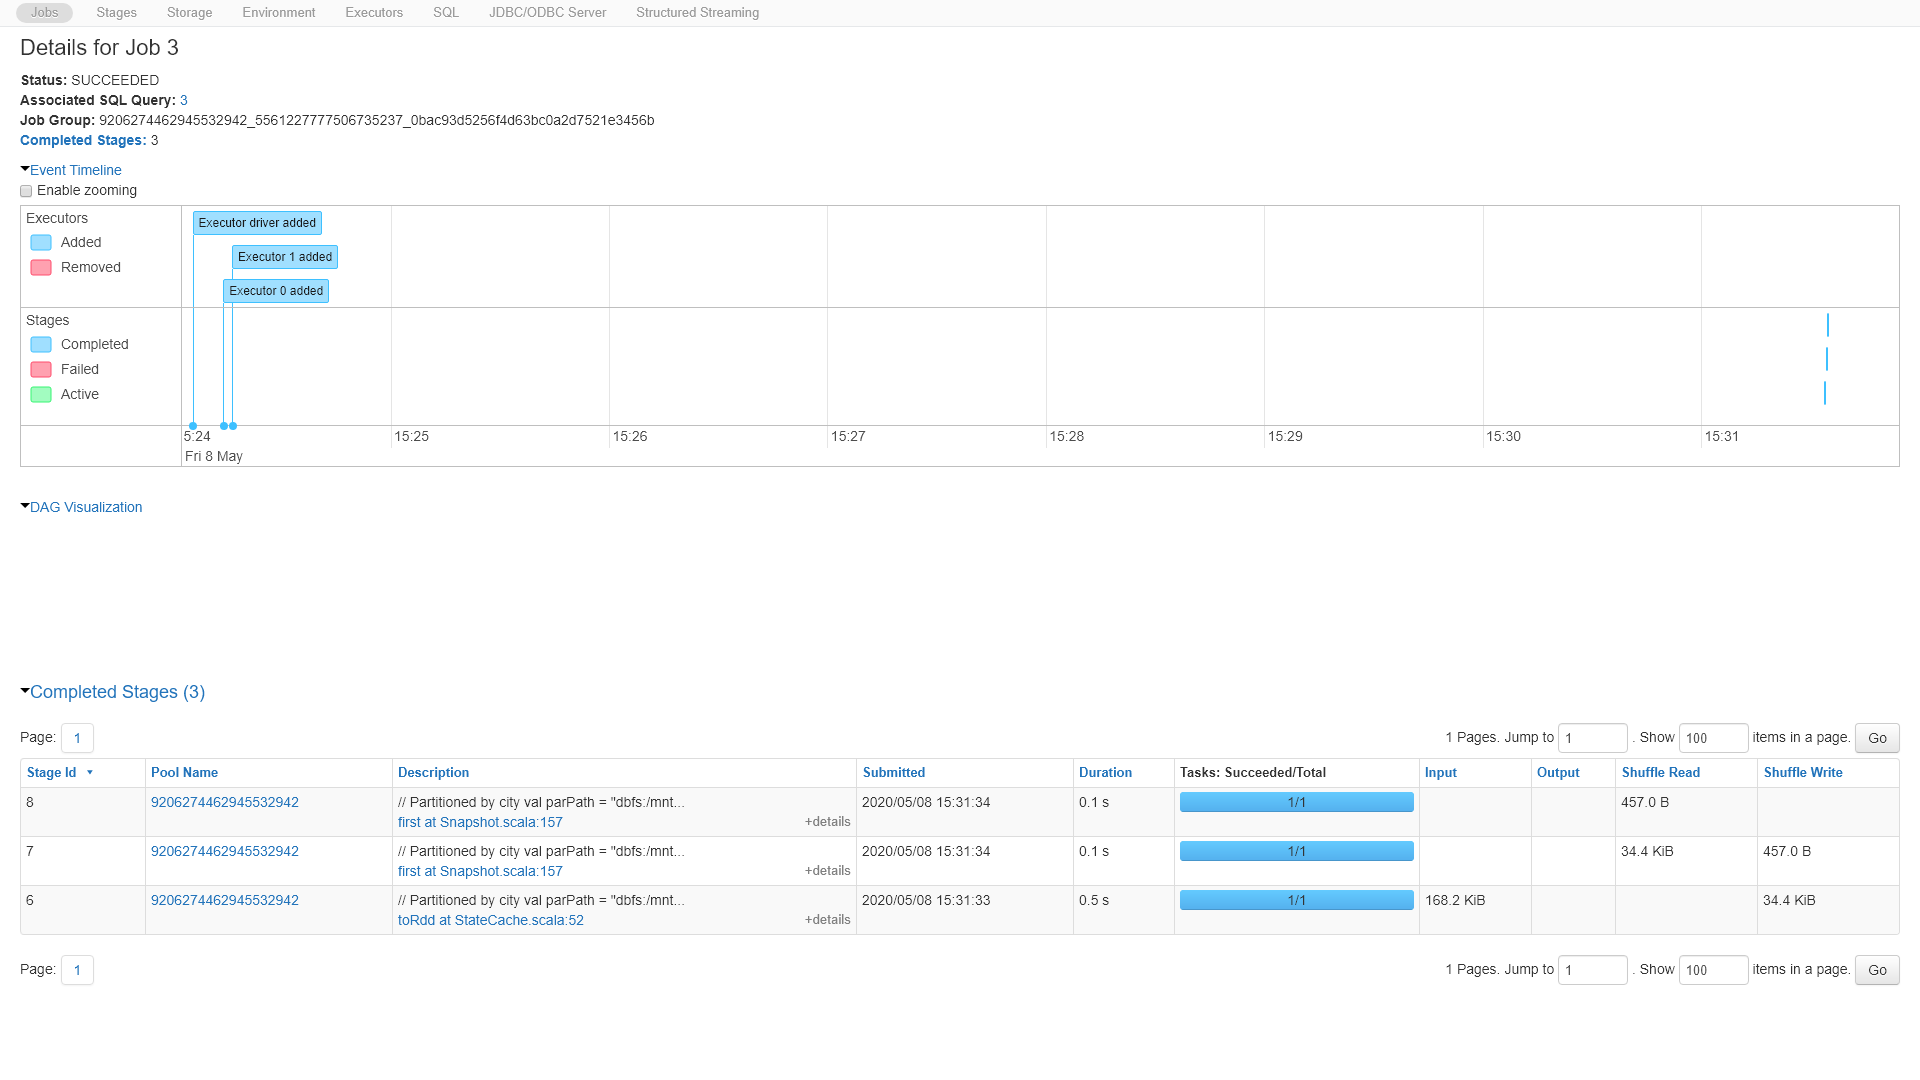 Jobs Stages Storage Environment Executors SQL JDBC/ODBC Server Structured Streaming
Details for Job 3
Status: SUCCEEDED
Associated SQL Query: 3
Job Group: 9206274462945532942_5561227777506735237_0bac93d5256f4d63bc0a2d7521e3456b
Completed Stages: 3
Event Timeline
Enable zooming
Executors
Added
Removed
Executor driver added
Executor 1 added
Executor 0 added
Stages
Completed
Failed
Active
5:24 15:25 15:26 15:27 15:28 15:29 15:30 15:31
Fri 8 May
DAG Visualization
Completed Stages (3)
Page: 1 1 Pages. Jump to 1 . Show 100 items in a page. Go
Stage Id Pool Name Description Submitted Duration Tasks: Succeeded/Total Input Output Shuffle Read Shuffle Write
8 9206274462945532942 // Partitioned by city val parPath = "dbfs:/mnt... 2020/05/08 15:31:34 0.1 s 1/1 457.0 B
first at Snapshot.scala:157 +details
7 9206274462945532942 // Partitioned by city val parPath = "dbfs:/mnt... 2020/05/08 15:31:34 0.1 s 1/1 34.4 KiB 457.0 B
first at Snapshot.scala:157 +details
6 9206274462945532942 // Partitioned by city val parPath = "dbfs:/mnt... 2020/05/08 15:31:33 0.5 s 1/1 168.2 KiB 34.4 KiB
toRdd at StateCache.scala:52 +details
Page: 1 1 Pages. Jump to 1 . Show 100 items in a page. Go